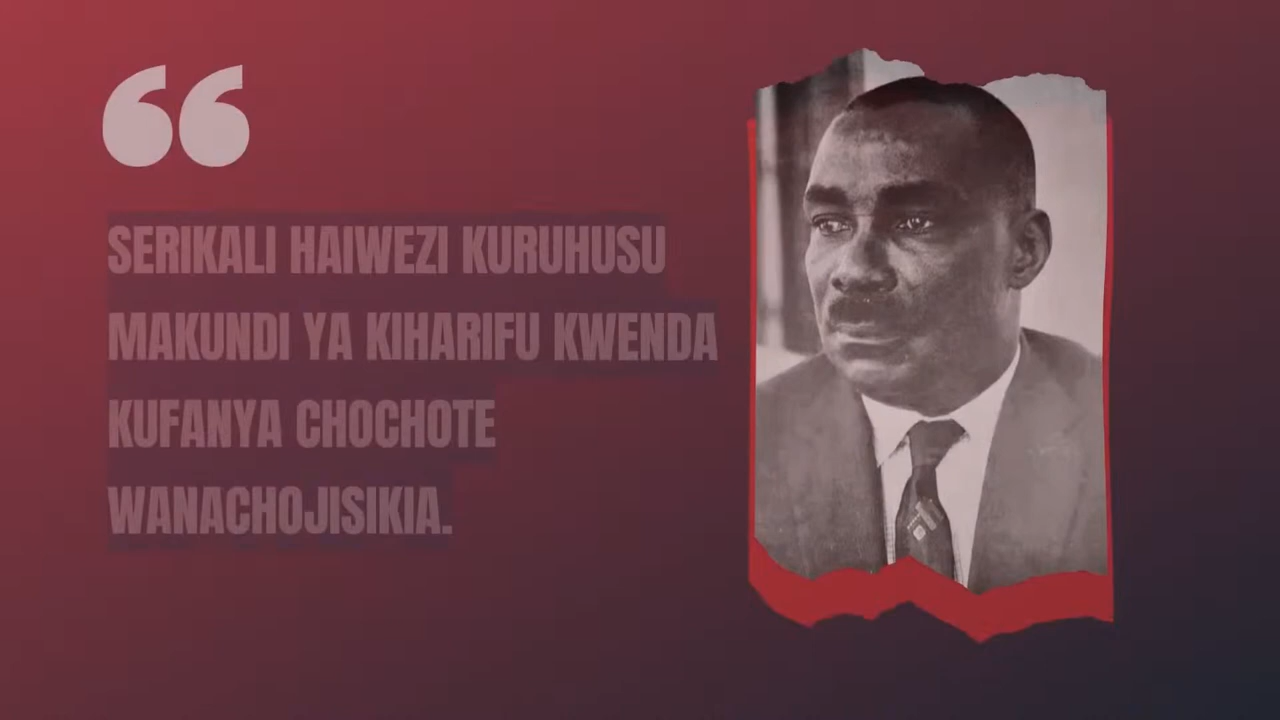 SERIKALI HAIWEZI KURUHUSU
MAKUNDI YA KIHARIFU KWENDA
KUFANYA CHOCHOTE
WANACHOJISIKIA.